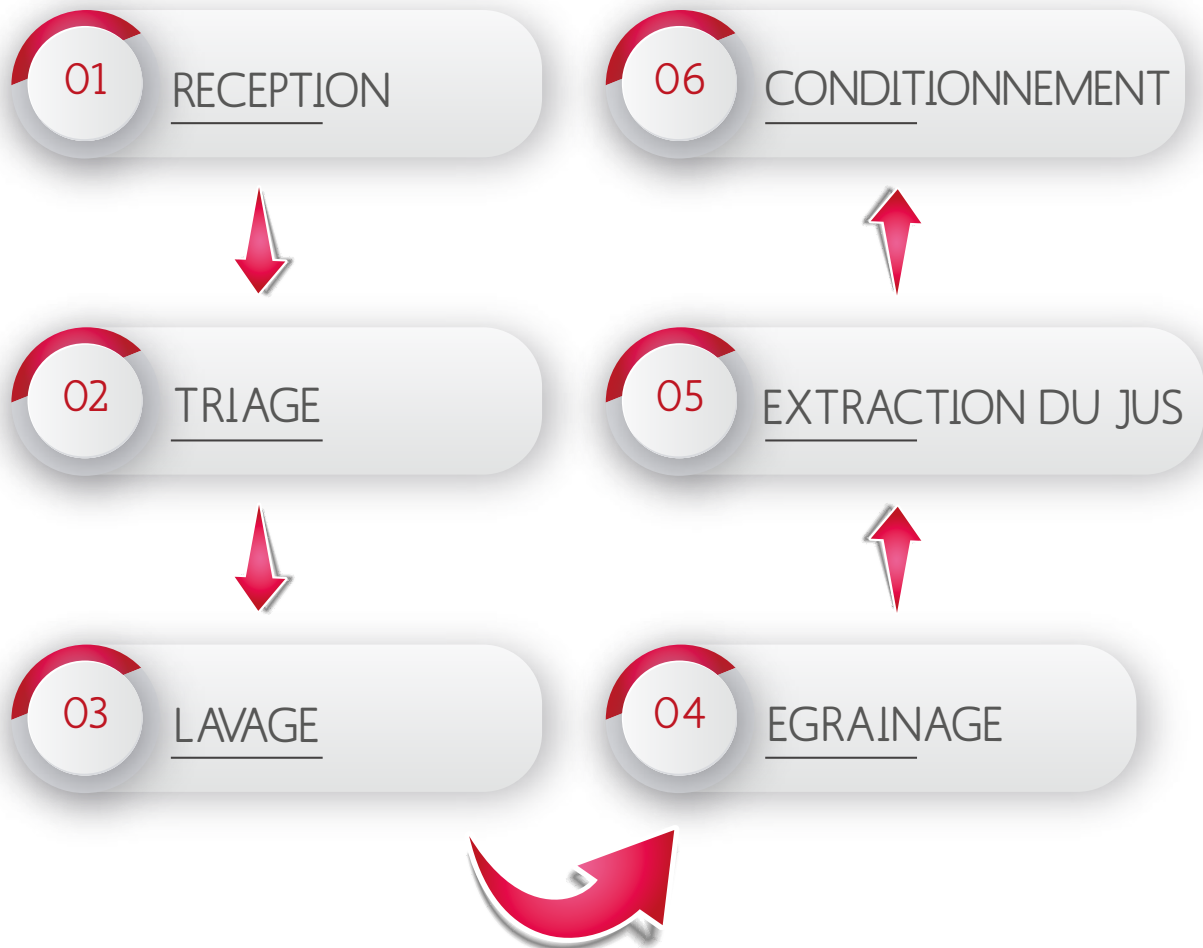 01
RECEPTION
02
TRIAGE
03
LAVAGE
04
EGRAINAGE
05
EXTRACTION DU JUS
06
CONDITIONNEMENT